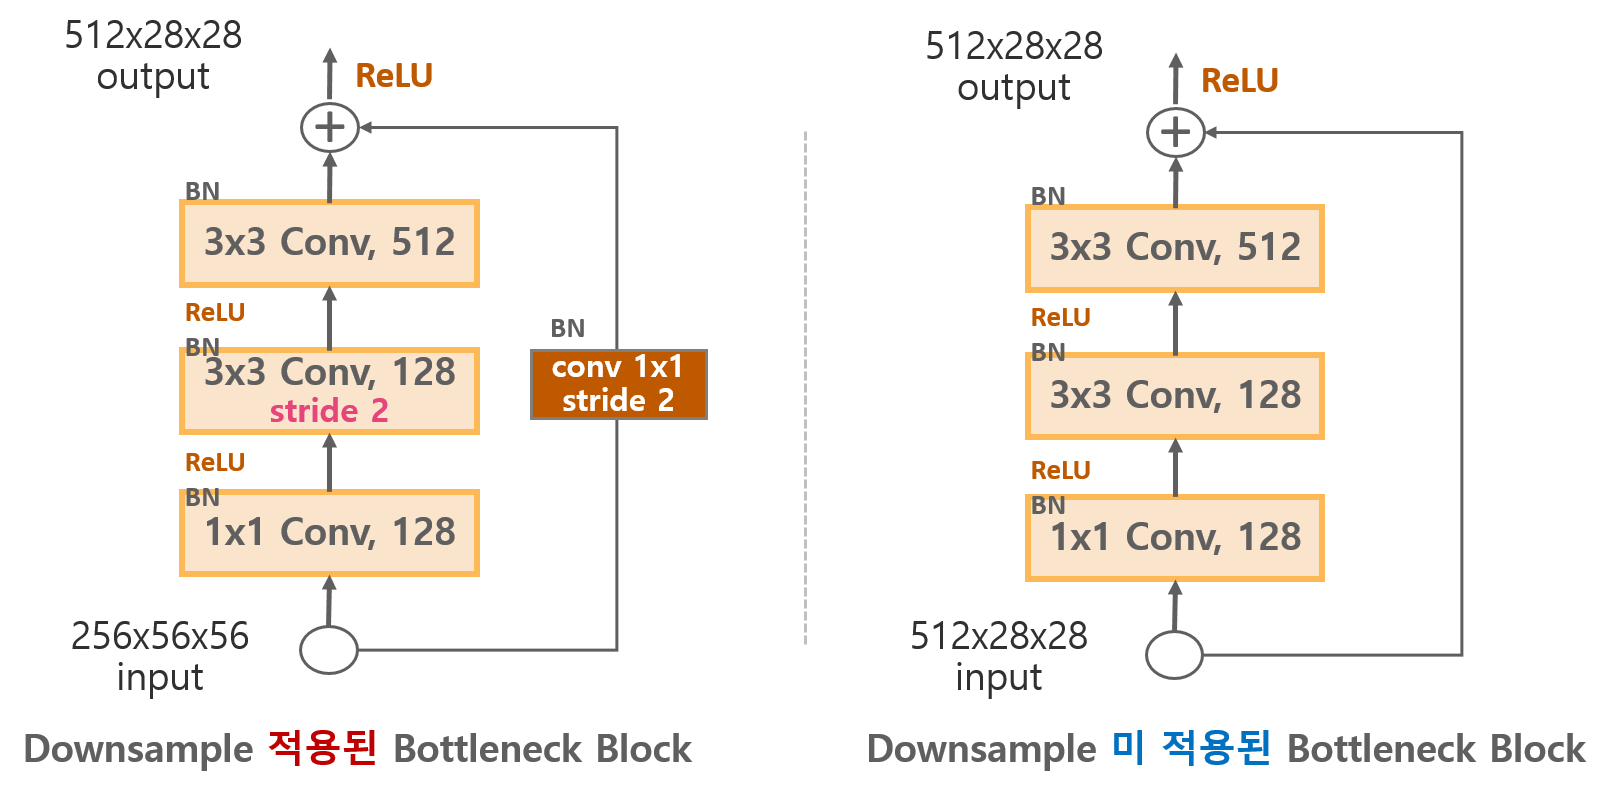 512x28x28
output
ReLU
BN
3x3 Conv, 512
ReLU
BN
3x3 Conv, 128
stride 2
ReLU
BN
1x1 Conv, 128
BN
conv 1x1
stride 2
256x56x56
input
Downsample 적용된 Bottleneck Block
512x28x28
output
ReLU
BN
3x3 Conv, 512
ReLU
BN
3x3 Conv, 128
ReLU
BN
1x1 Conv, 128
512x28x28
input
Downsample 미 적용된 Bottleneck Block